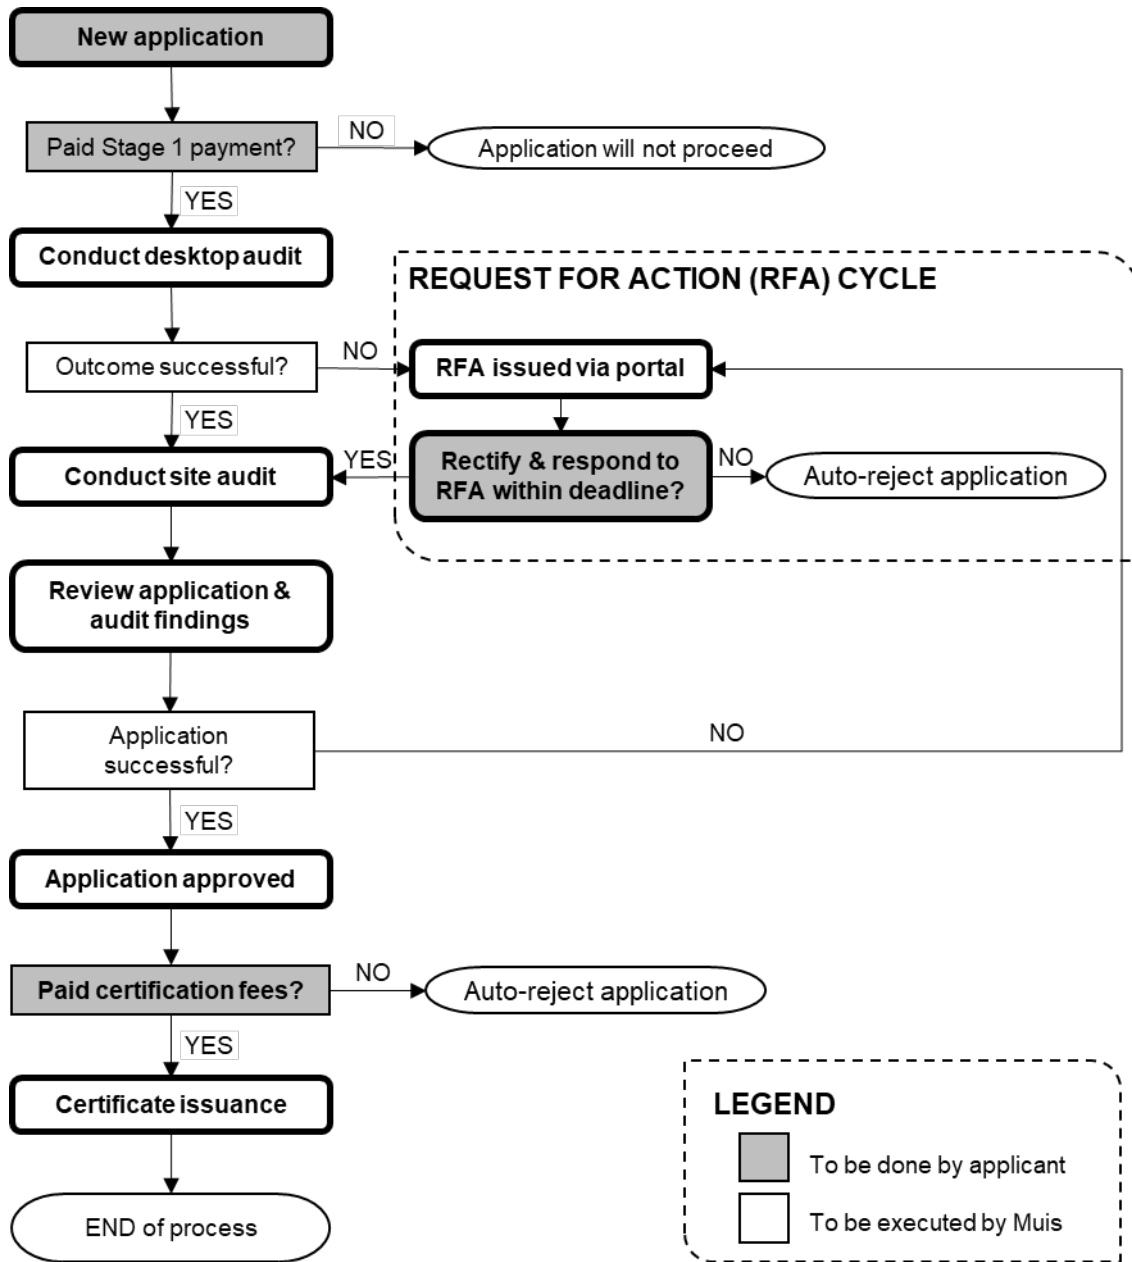 New application
Paid Stage 1 payment?
NO
Application will not proceed
YES
Conduct desktop audit
REQUEST FOR ACTION (RFA) CYCLE
Outcome successful?
NO
RFA issued via portal
YES
Conduct site audit
YES
Rectify & respond to
RFA within deadline?
NO
Auto-reject application
Review application &
audit findings
Application
successful?
NO
YES
Application approved
Paid certification fees?
NO
Auto-reject application
YES
Certificate issuance
END of process
LEGEND
To be done by applicant
To be executed by Muis